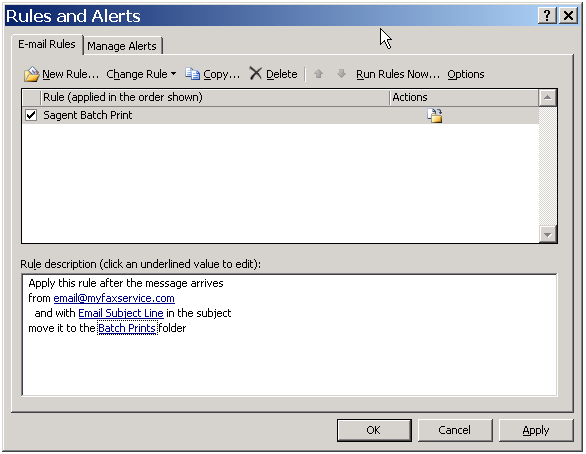 Rules and Alerts
E-mail Rules
Manage Alerts
New Rule...
Change Rule
Copy...
Delete
Run Rules Now...
Options
Rule (applied in the order shown)
Actions
Sagent Batch Print
Rule description (click an underlined value to edit):
Apply this rule after the message arrives
from email@myfaxservice.com
and with Email Subject Line in the subject
move it to the Batch Prints folder
OK
Cancel
Apply